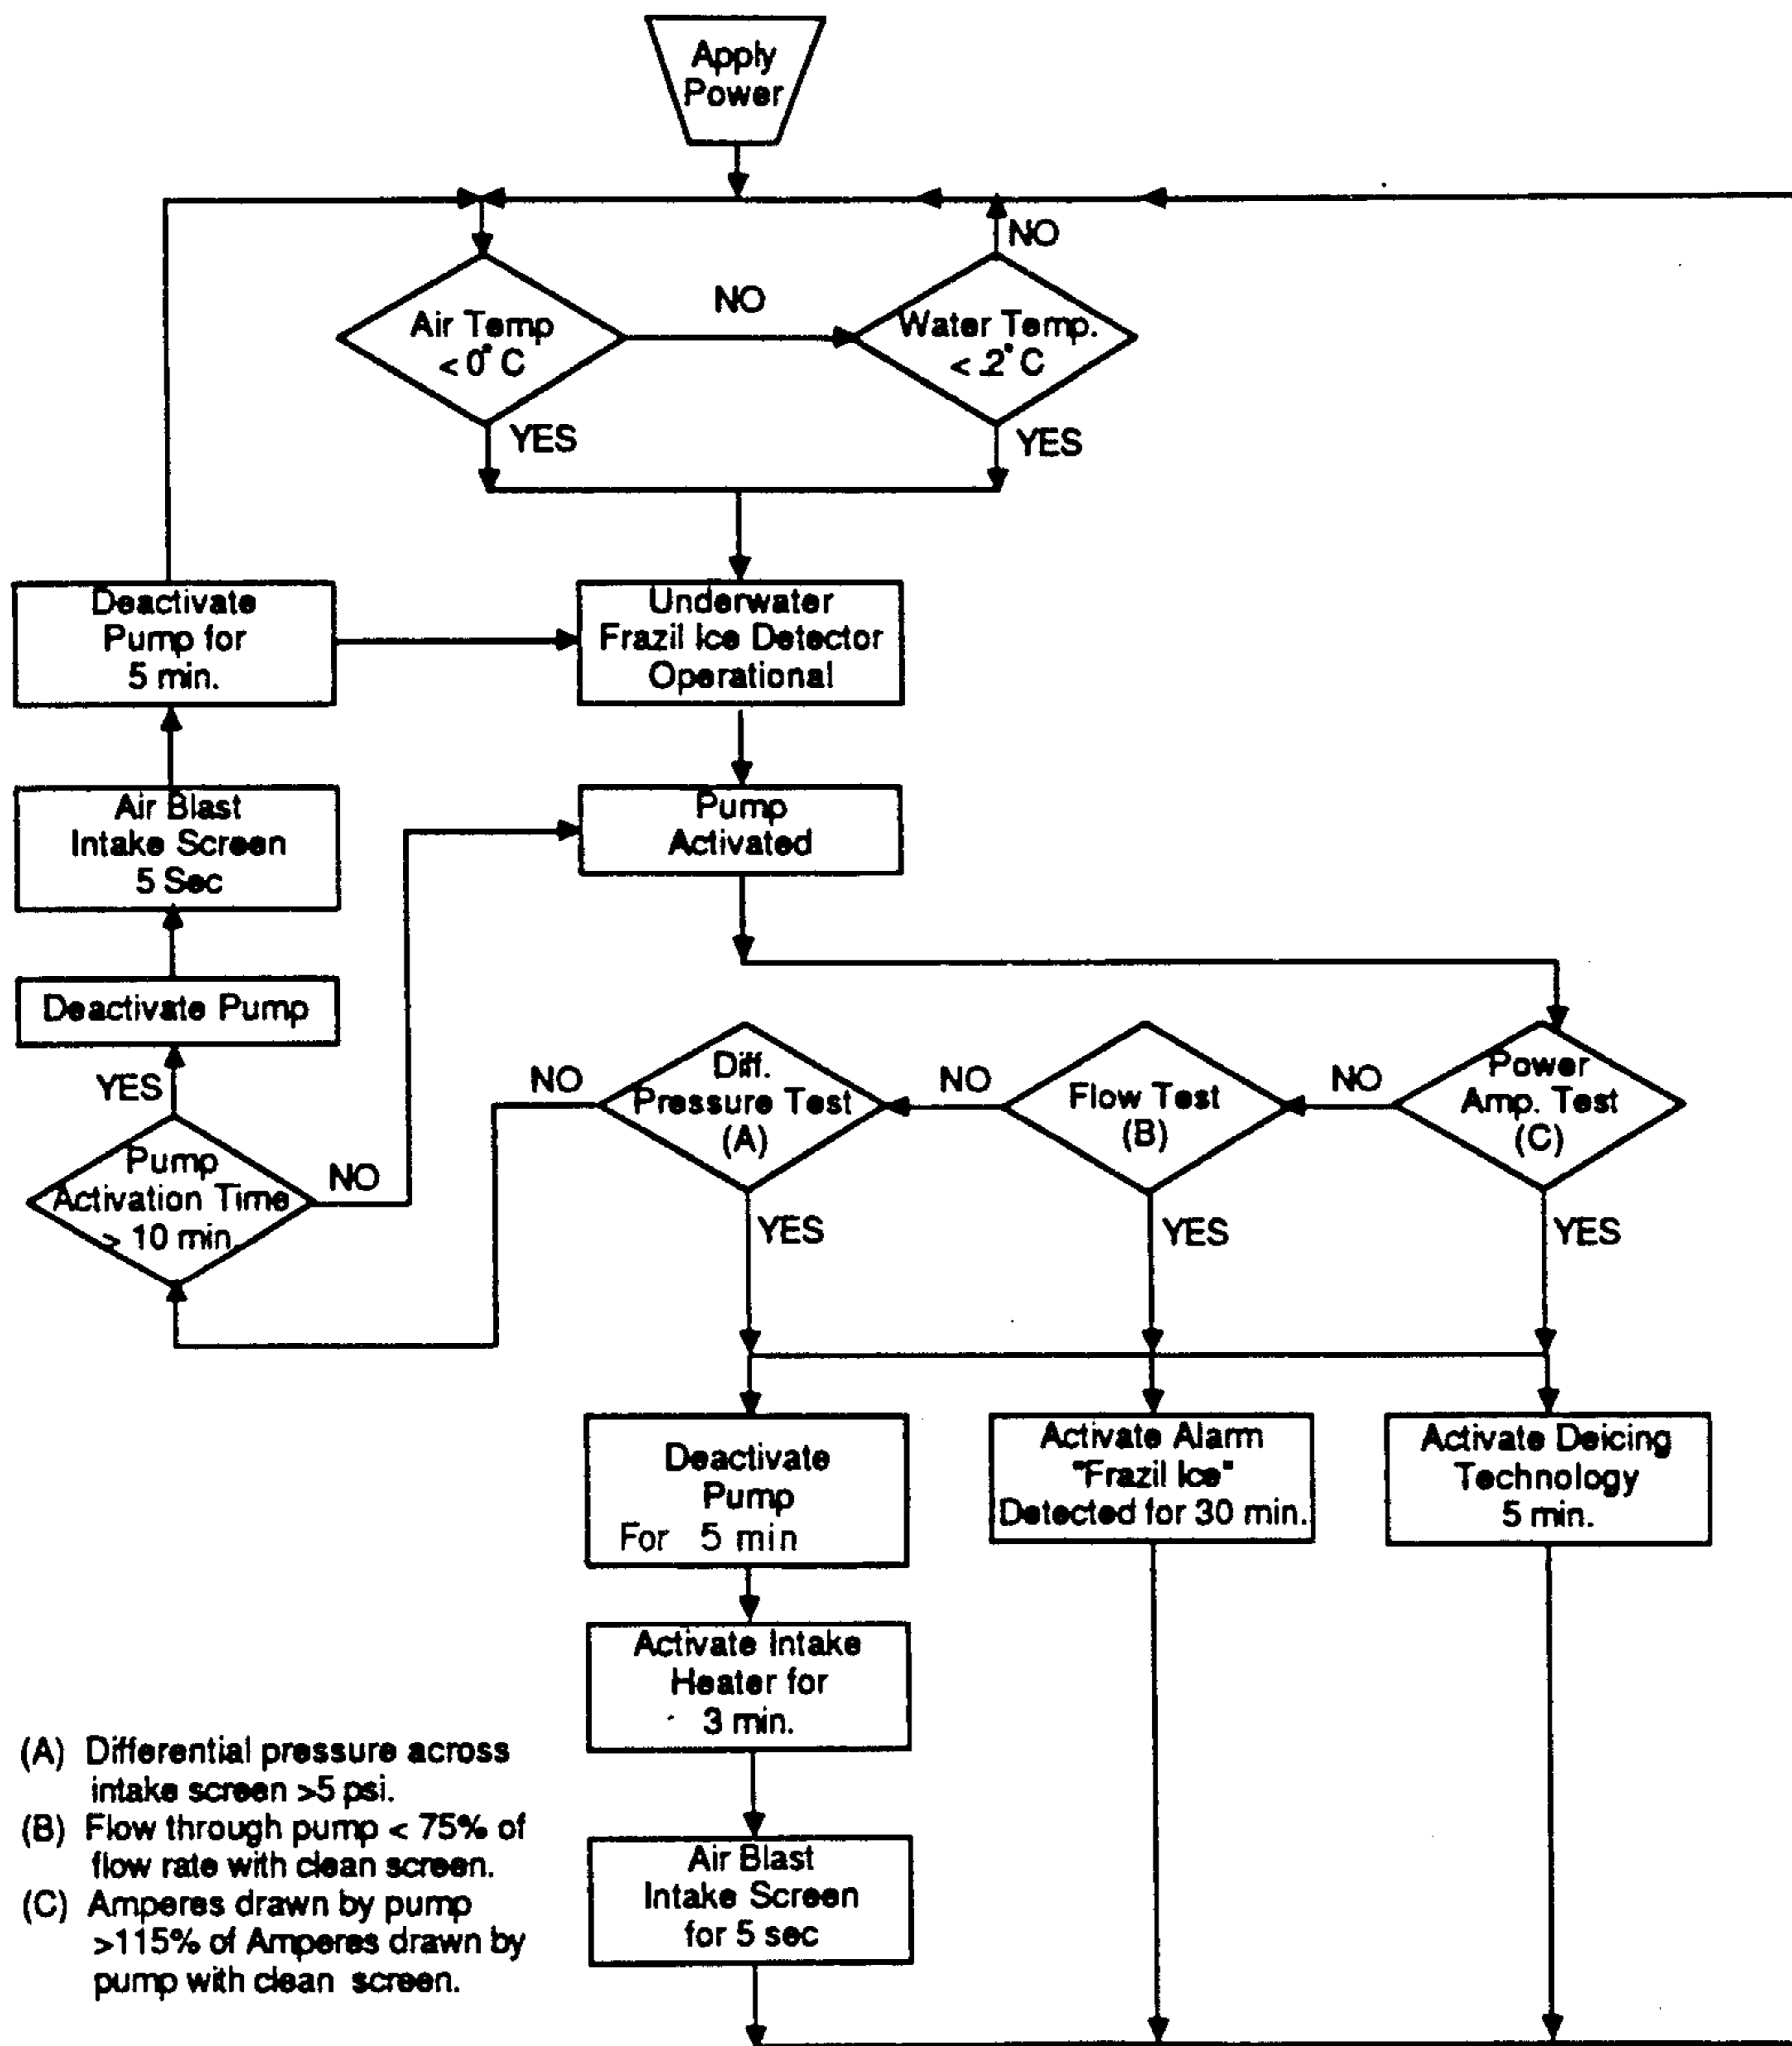 Apply
Power
NO
Air Temp
< 0° C
NO
Water Temp.
< .2° C
YES
YES
Deactivate
Pump for
5 min.
Underwater
Frazil Ice Detector
Operational
Air Blast
Intake Screen
5 Sec
Pump
Activated
Deactivate Pump
YES
Pump
Activation Time
> 10 min.
NO
NO
Diff.
Pressure Test
(A)
NO
Flow Test
(B)
NO
Power
Amp. Test
(C)
YES
YES
YES
Deactivate
Pump
For 5 min
Activate Alarm
"Frazil Ice"
Detected for 30 min.
Activate Deicing
Technology
5 min.
Activate Intake
Heater for
3 min.
Air Blast
Intake Screen
for 5 sec
(A) Differential pressure across
intake screen >5 psi.
(B) Flow through pump < 75% of
flow rate with clean screen.
(C) Amperes drawn by pump
>115% of Amperes drawn by
pump with clean screen.